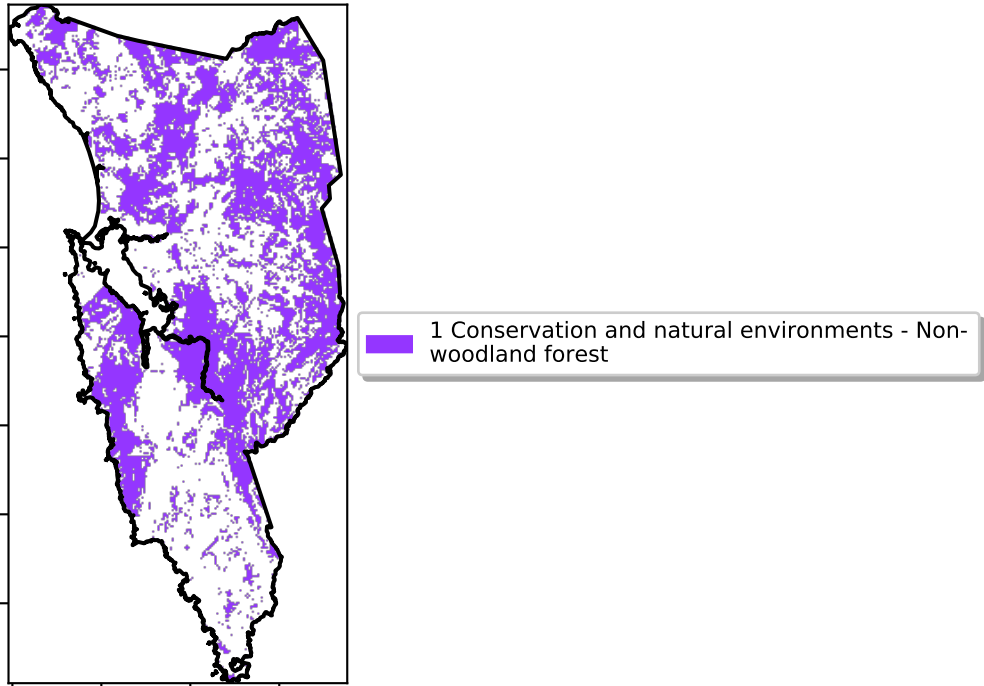 1 Conservation and natural environments - Non-
woodland forest